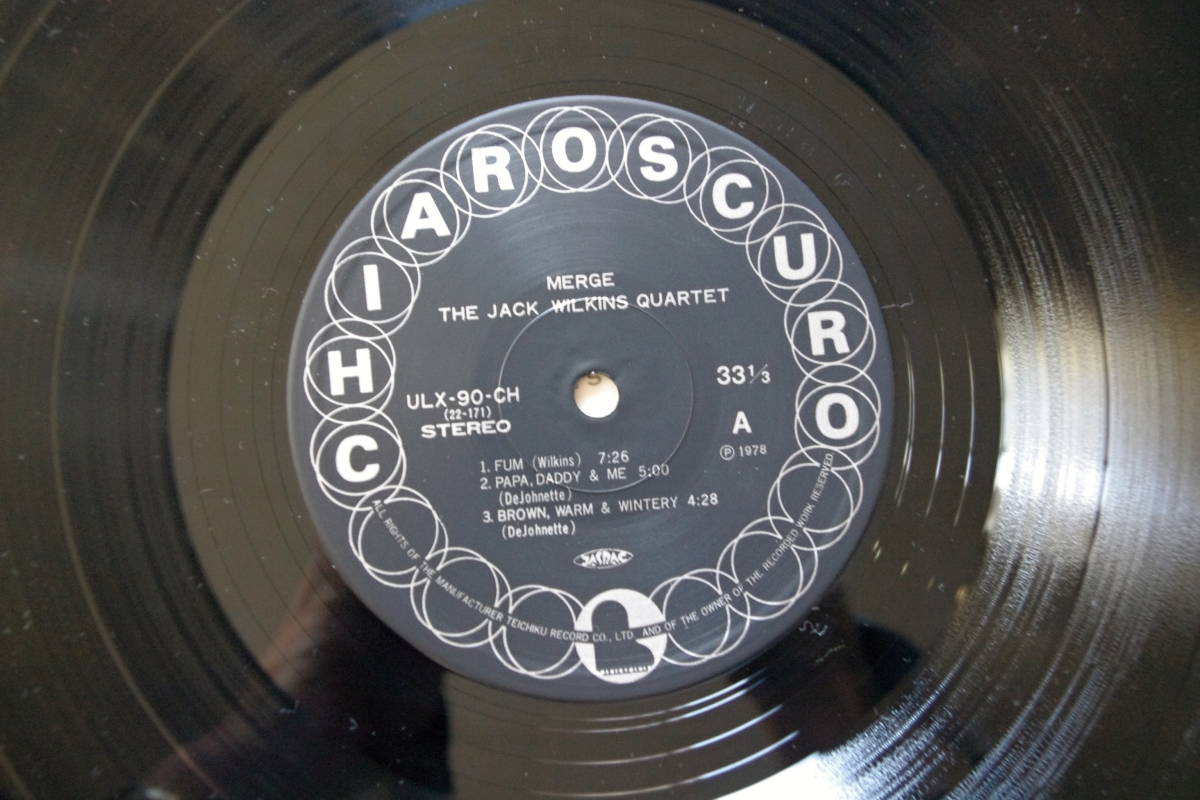 CHIAROSCURO
MERGE
THE JACK WILKINS QUARTET
ULX-90-CH
(22-171)
STEREO
33 1/3
A
Ⓟ 1978
1. FUM (Wilkins) 7:26
2. PAPA, DADDY & ME 5:00
(DeJohnette)
3. BROWN, WARM & WINTERY 4:28
(DeJohnette)
JASRAC
ALL RIGHTS OF THE MANUFACTURER TEICHIKU RECORD CO., LTD. AND OF THE OWNER OF THE RECORDED WORK RESERVED.